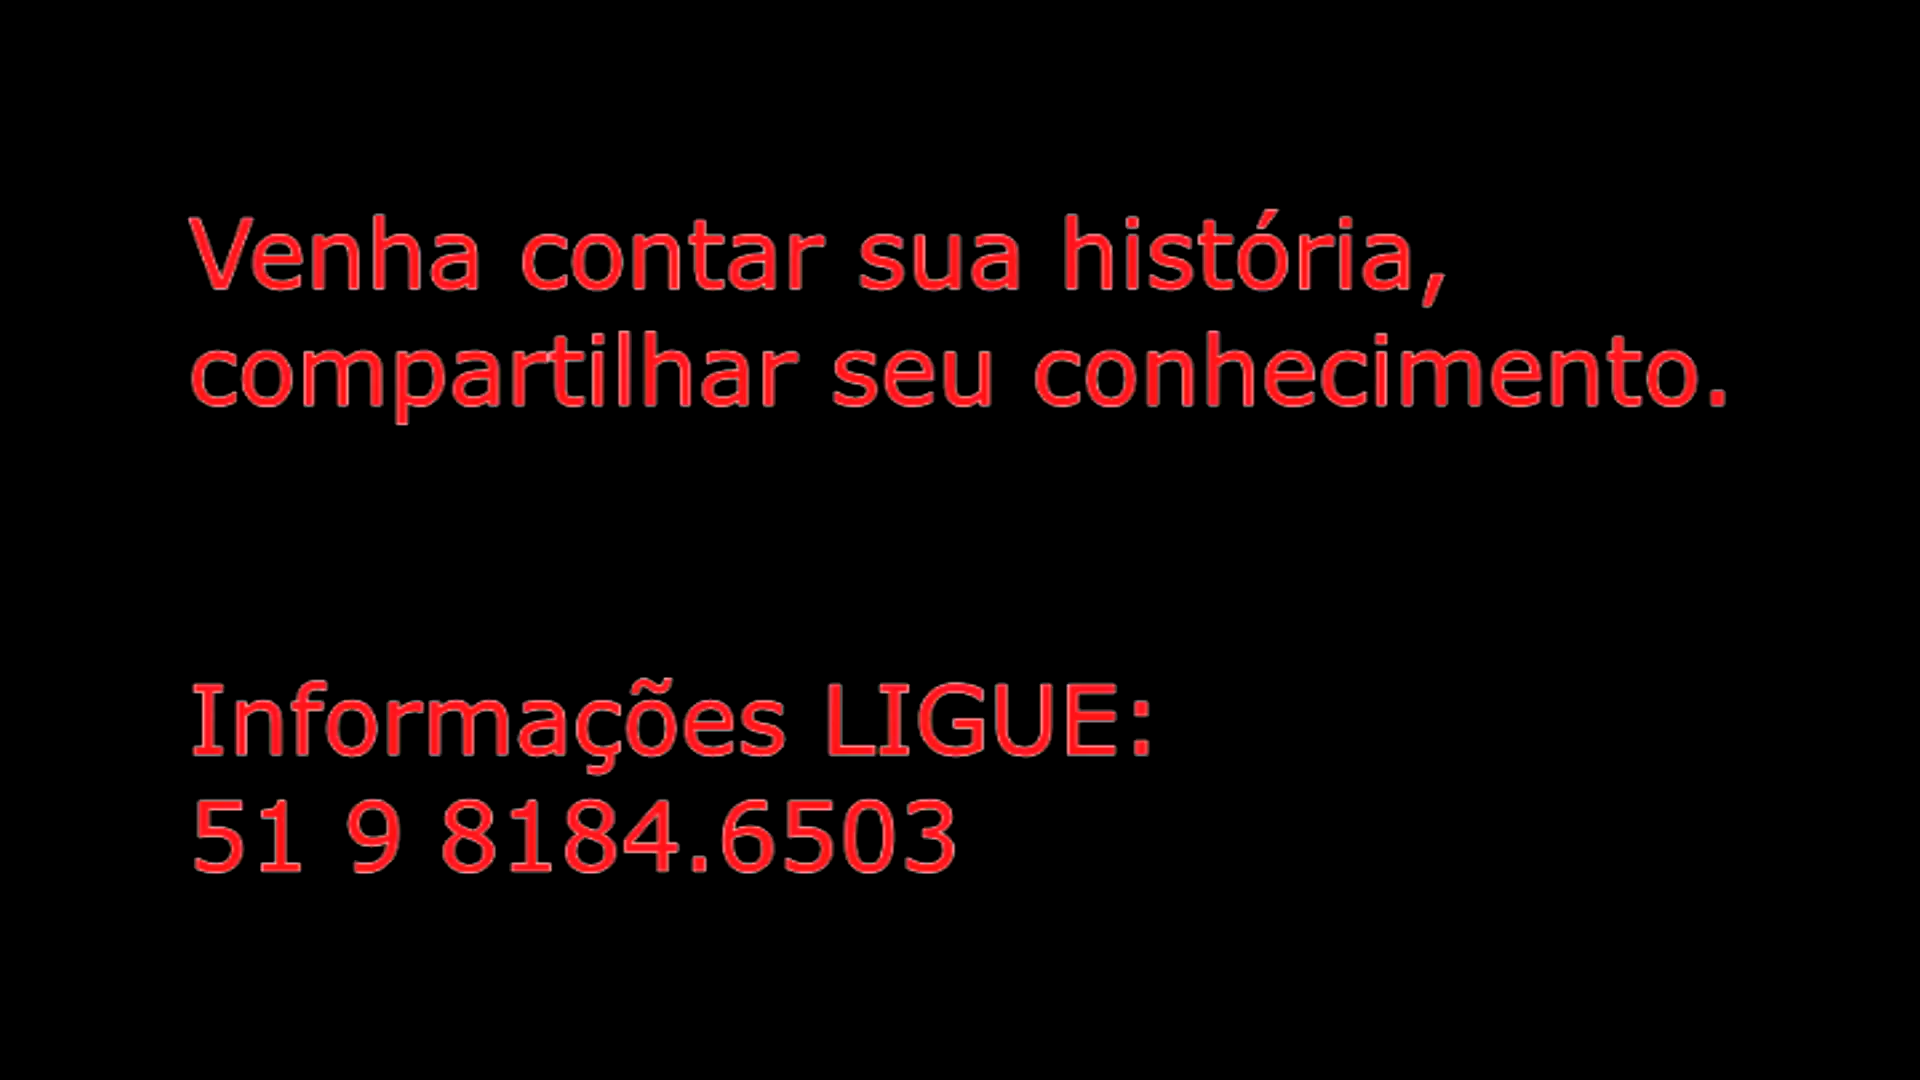 Venha contar sua história,
compartilhar seu conhecimento.
Informações LIGUE:
51 9 8184.6503